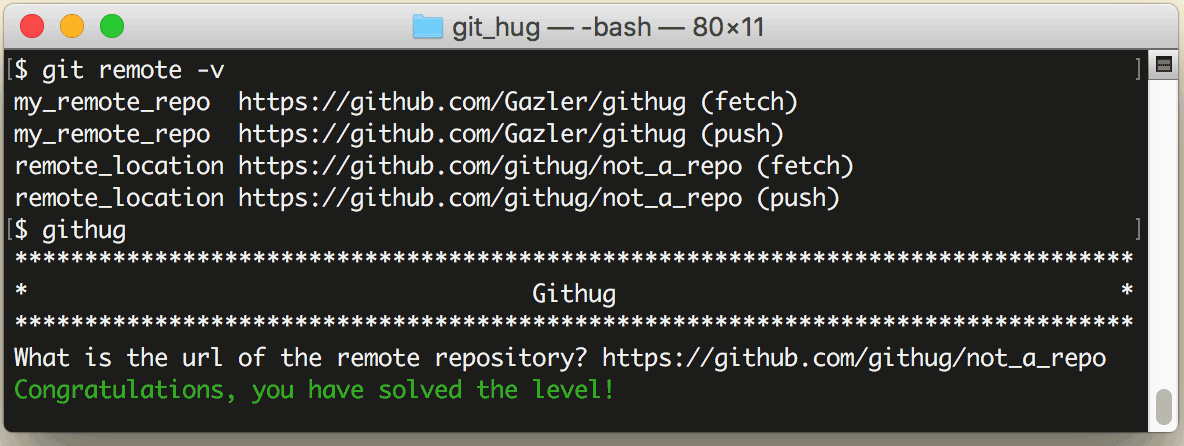 git_hug — -bash — 80×11
[$ git remote -v ]
my_remote_repo  https://github.com/Gazler/githug (fetch)
my_remote_repo  https://github.com/Gazler/githug (push)
remote_location https://github.com/githug/not_a_repo (fetch)
remote_location https://github.com/githug/not_a_repo (push)
[$ githug ]
********************************************************************************
*                                    Githug                                    *
********************************************************************************
What is the url of the remote repository? https://github.com/githug/not_a_repo
Congratulations, you have solved the level!